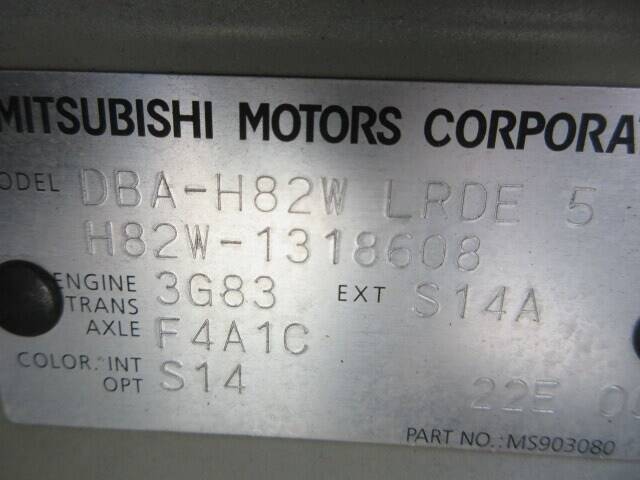 MITSUBISHI MOTORS CORPORA
ODEL DBA-H82W LRDE 5
H82W-1318608
ENGINE 3G83 EXT S14A
TRANS
AXLE F4A1C
COLOR. INT S14
OPT 22E 0
PART NO.: MS903080